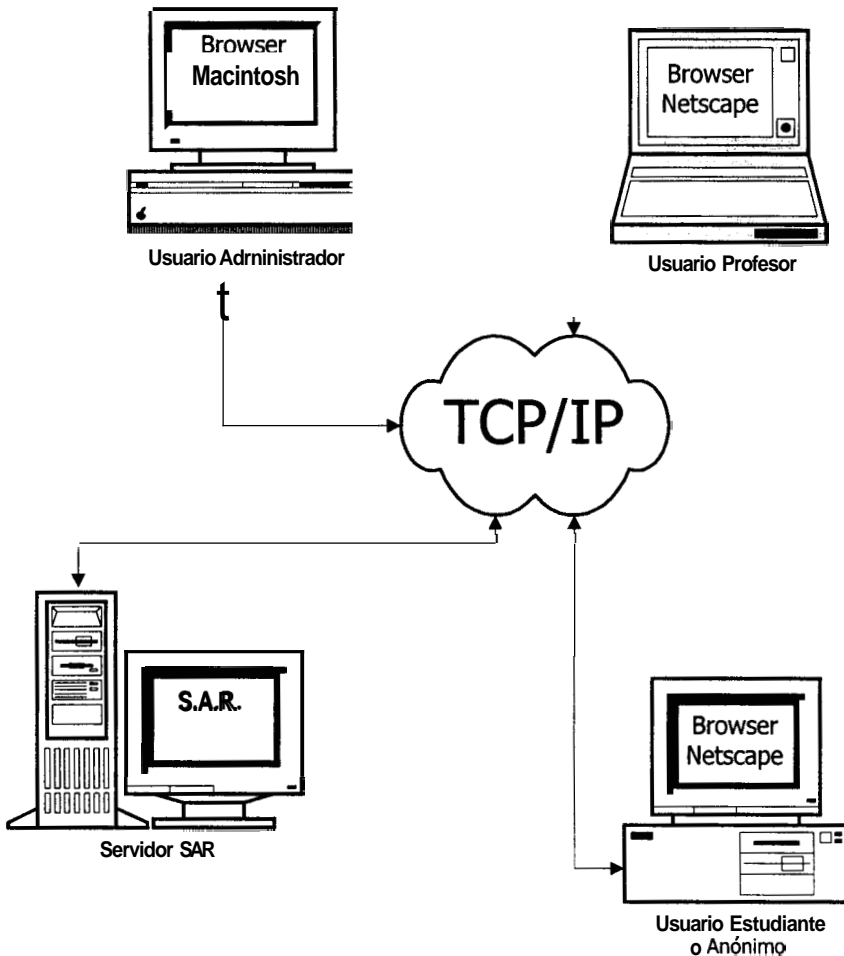 Browser
Macintosh
Browser
Netscape
Usuario Adrninistrador
Usuario Profesor
t
TCP/IP
S.A.R.
Browser
Netscape
Servidor SAR
Usuario Estudiante
o Anónimo